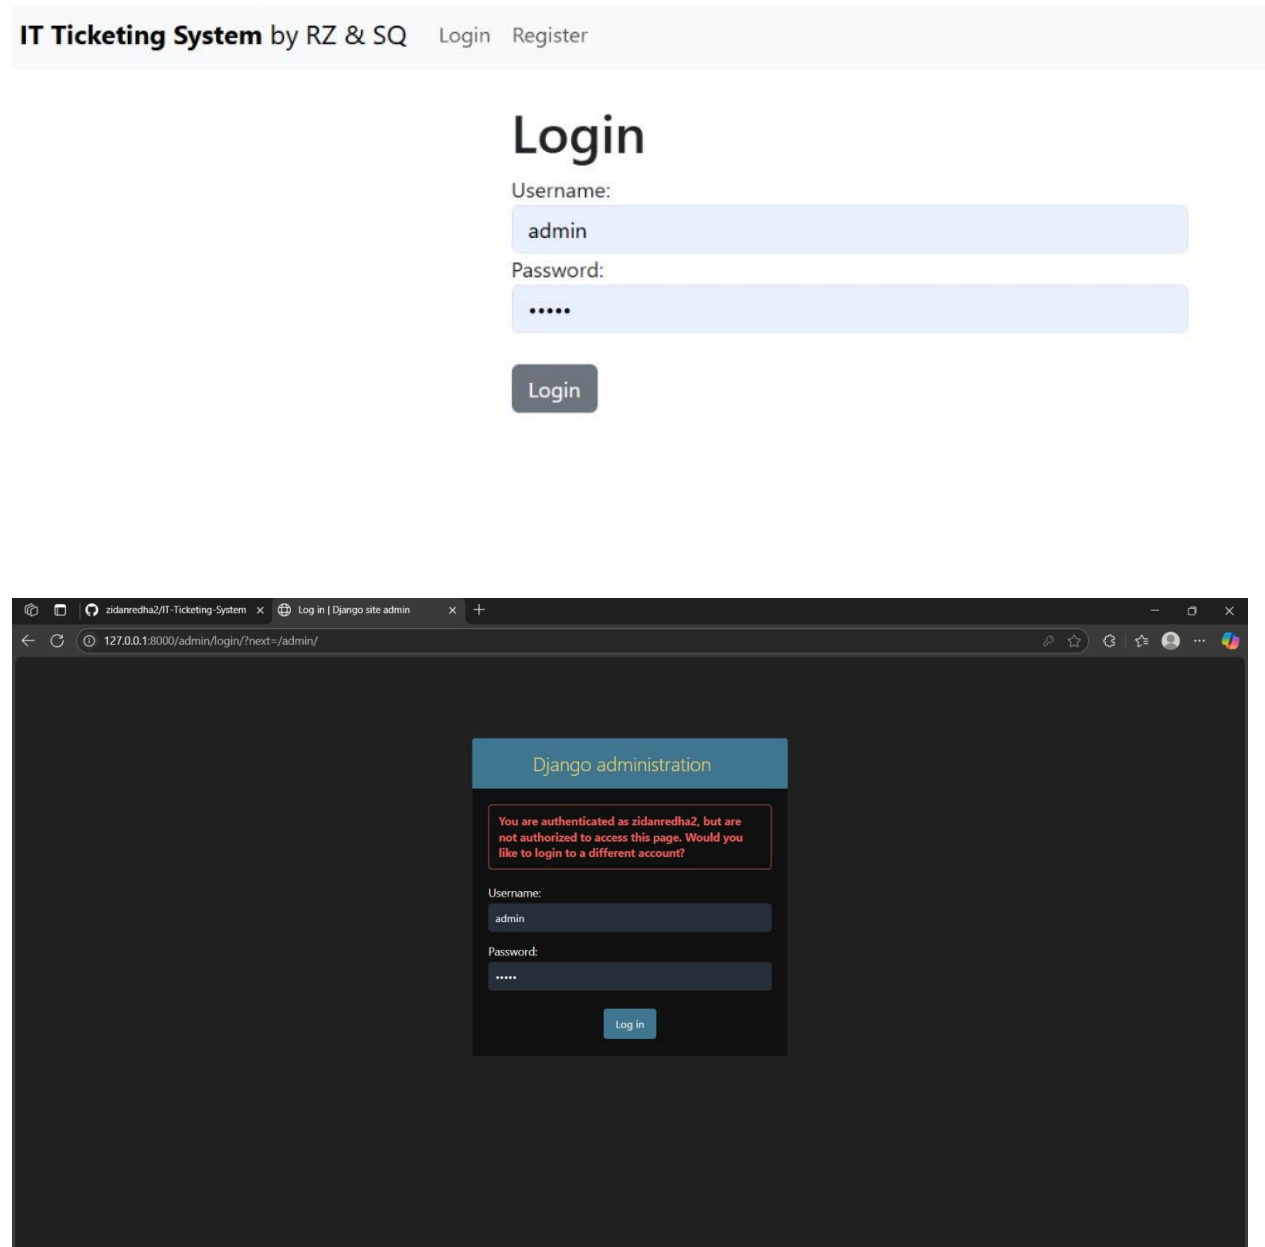 IT Ticketing System by RZ & SQ Login Register
Login
Username:
admin
Password:
•••••
Login
zidanredha2/IT-Ticketing-System
Log in | Django site admin
127.0.0.1:8000/admin/login/?next=/admin/
Django administration
You are authenticated as zidanredha2, but are
not authorized to access this page. Would you
like to login to a different account?
Username:
admin
Password:
•••••
Log in